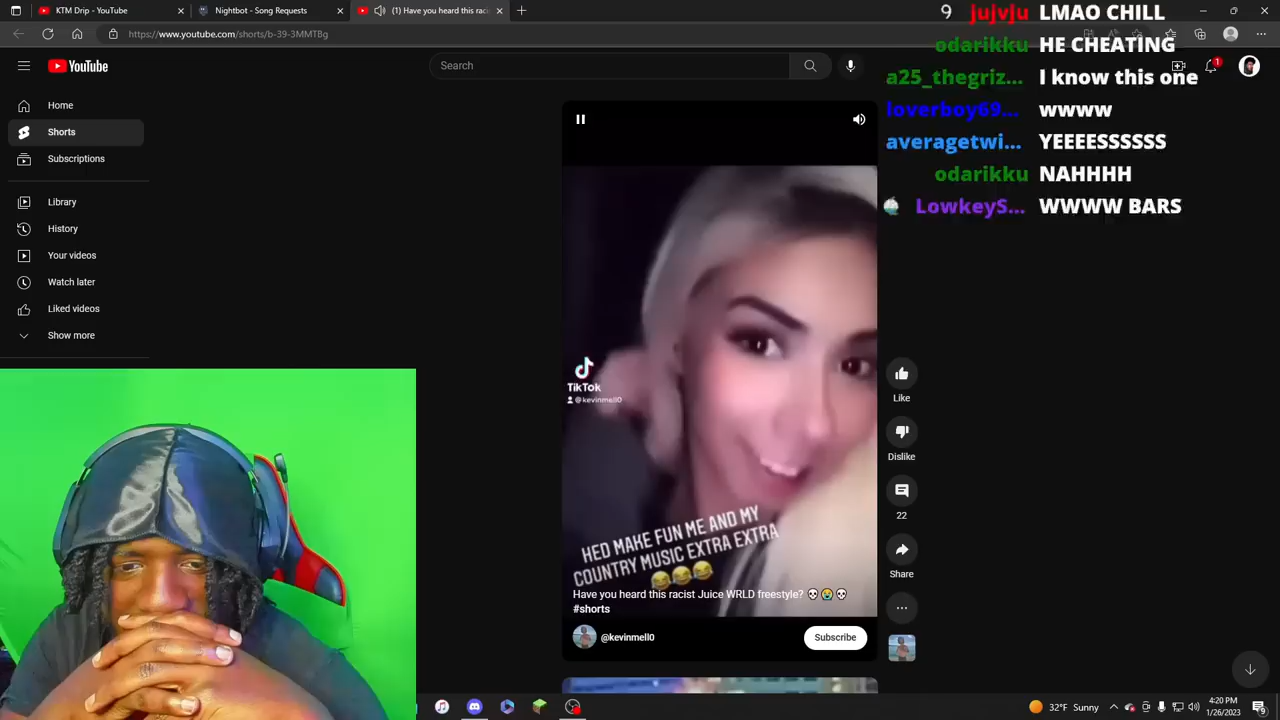 KTM Drip - YouTube
Nightbot - Song Requests
(1) Have you heard this raci
https://www.youtube.com/shorts/b-39-3MMTBg
YouTube
Search
1
Home
Shorts
Subscriptions
Library
History
Your videos
Watch later
Liked videos
Show more
9 jujvju LMAO CHILL
odarikku HE CHEATING
a25_thegriz... I know this one
loverboy69... wwww
averagetwi... YEEEESSSSSS
odarikku NAHHHH
LowkeyS... WWWW BARS
TikTok
@kevinmell0
HED MAKE FUN ME AND MY
COUNTRY MUSIC EXTRA EXTRA
😂😂😂
Have you heard this racist Juice WRLD freestyle? 💀😭💀
#shorts
@kevinmell0
Subscribe
Like
Dislike
22
Share
32°F Sunny
4:20 PM
1/26/2023